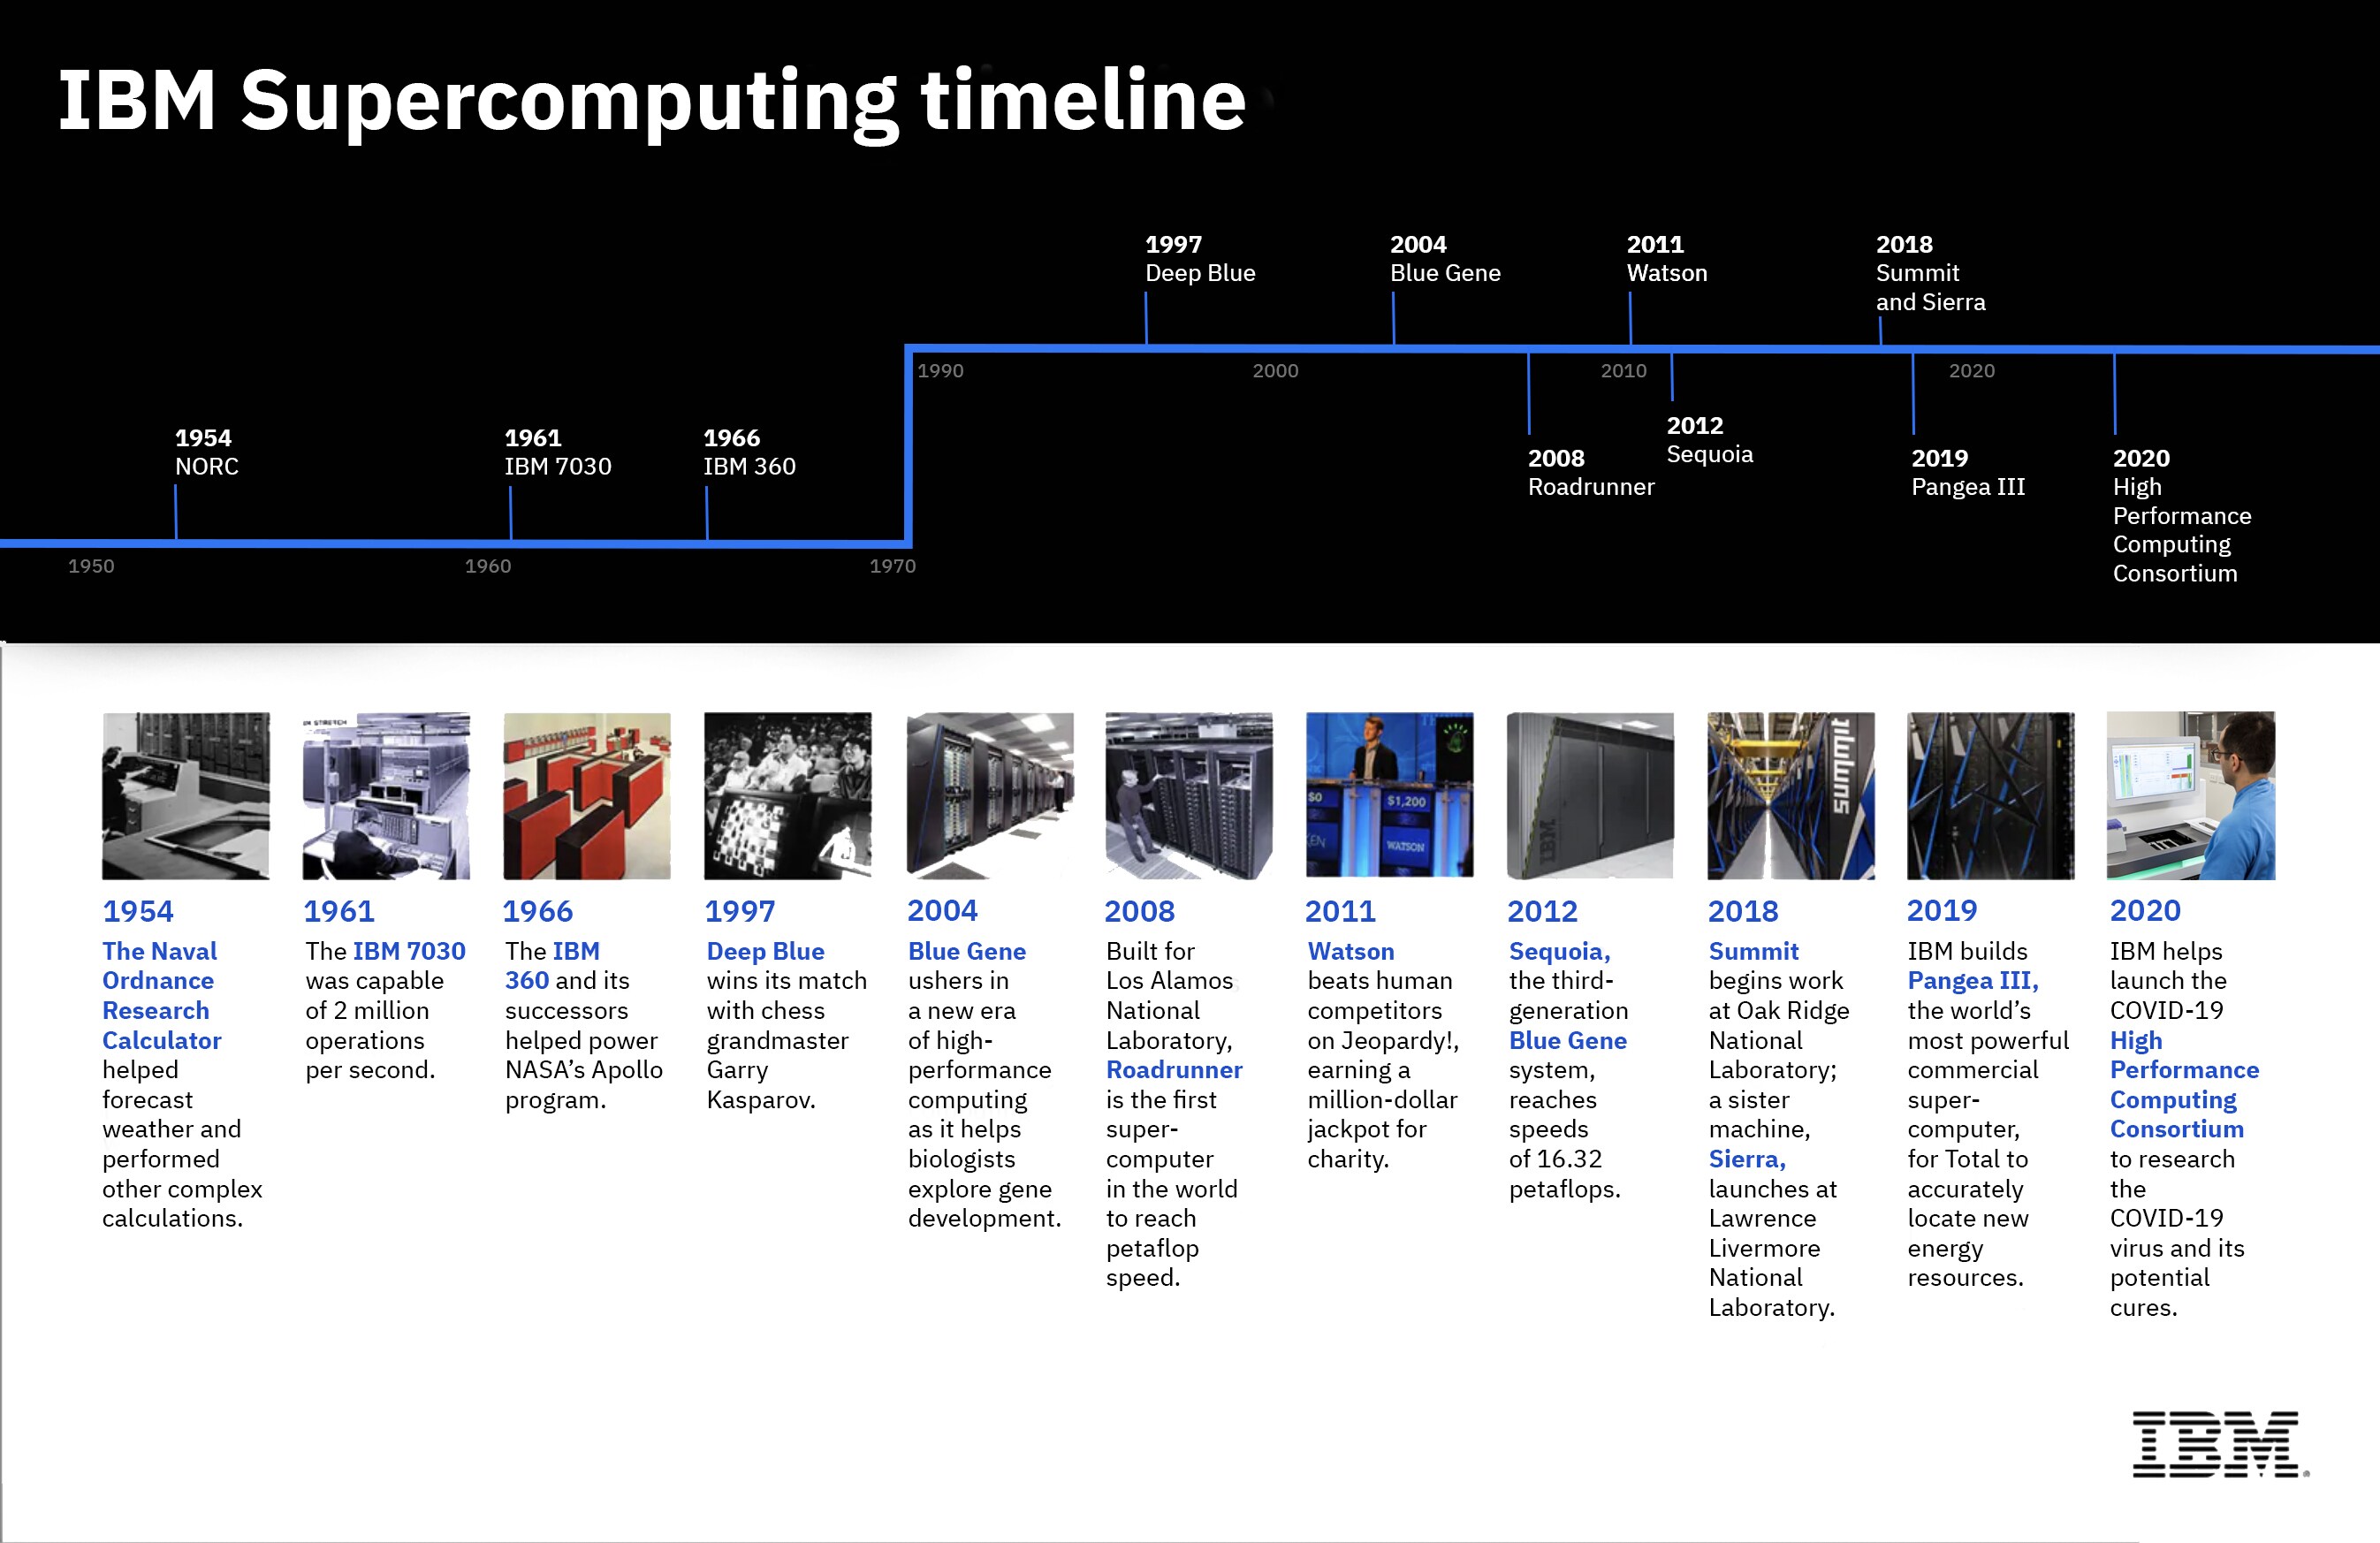 IBM Supercomputing timeline
1997
Deep Blue
2004
Blue Gene
2011
Watson
2018
Summit
and Sierra
1990
2000
2010
2020
2008
Roadrunner
2012
Sequoia
2019
Pangea III
2020
High
Performance
Computing
Consortium
1954
NORC
1961
IBM 7030
1966
IBM 360
1950
1960
1970
1954
The Naval
Ordnance
Research
Calculator
helped
forecast
weather and
performed
other complex
calculations.
IBM STRETCH
1961
The IBM 7030
was capable
of 2 million
operations
per second.
1966
The IBM
360 and its
successors
helped power
NASA’s Apollo
program.
1997
Deep Blue
wins its match
with chess
grandmaster
Garry
Kasparov.
2004
Blue Gene
ushers in
a new era
of high-
performance
computing
as it helps
biologists
explore gene
development.
2008
Built for
Los Alamos
National
Laboratory,
Roadrunner
is the first
super-
computer
in the world
to reach
petaflop
speed.
$0
$1,200
KEN
WATSON
2011
Watson
beats human
competitors
on Jeopardy!,
earning a
million-dollar
jackpot for
charity.
IBM
2012
Sequoia,
the third-
generation
Blue Gene
system,
reaches
speeds
of 16.32
petaflops.
summit
2018
Summit
begins work
at Oak Ridge
National
Laboratory;
a sister
machine,
Sierra,
launches at
Lawrence
Livermore
National
Laboratory.
2019
IBM builds
Pangea III,
the world’s
most powerful
commercial
super-
computer,
for Total to
accurately
locate new
energy
resources.
2020
IBM helps
launch the
COVID-19
High
Performance
Computing
Consortium
to research
the
COVID-19
virus and its
potential
cures.
IBM®